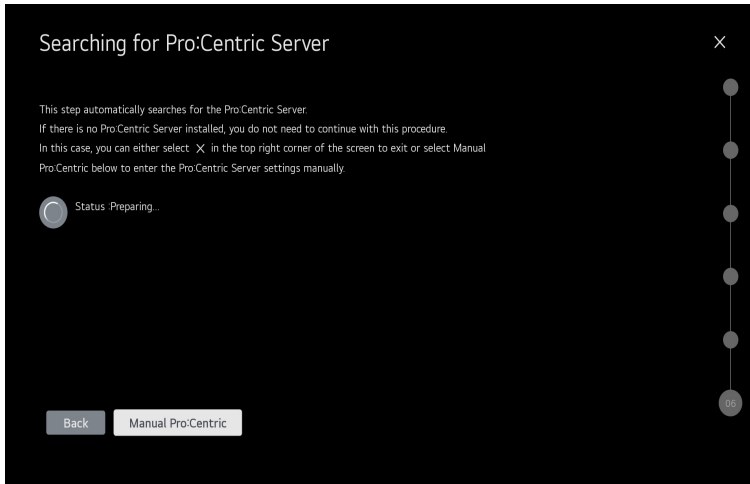 Searching for Pro:Centric Server
This step automatically searches for the Pro:Centric Server.
If there is no Pro:Centric Server installed, you do not need to continue with this procedure.
In this case, you can either select X in the top right corner of the screen to exit or select Manual
Pro:Centric below to enter the Pro:Centric Server settings manually.
Status :Preparing...
06
Back
Manual Pro:Centric